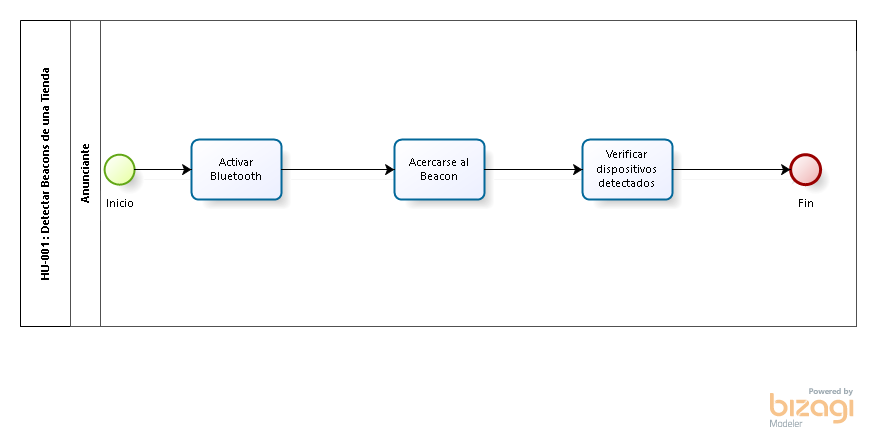 HU-001 : Detectar Beacons de una Tienda
Anunciante
Inicio
Activar
Bluetooth
Acercarse al
Beacon
Verificar
dispositivos
detectados
Fin
Powered by
bizagi
Modeler